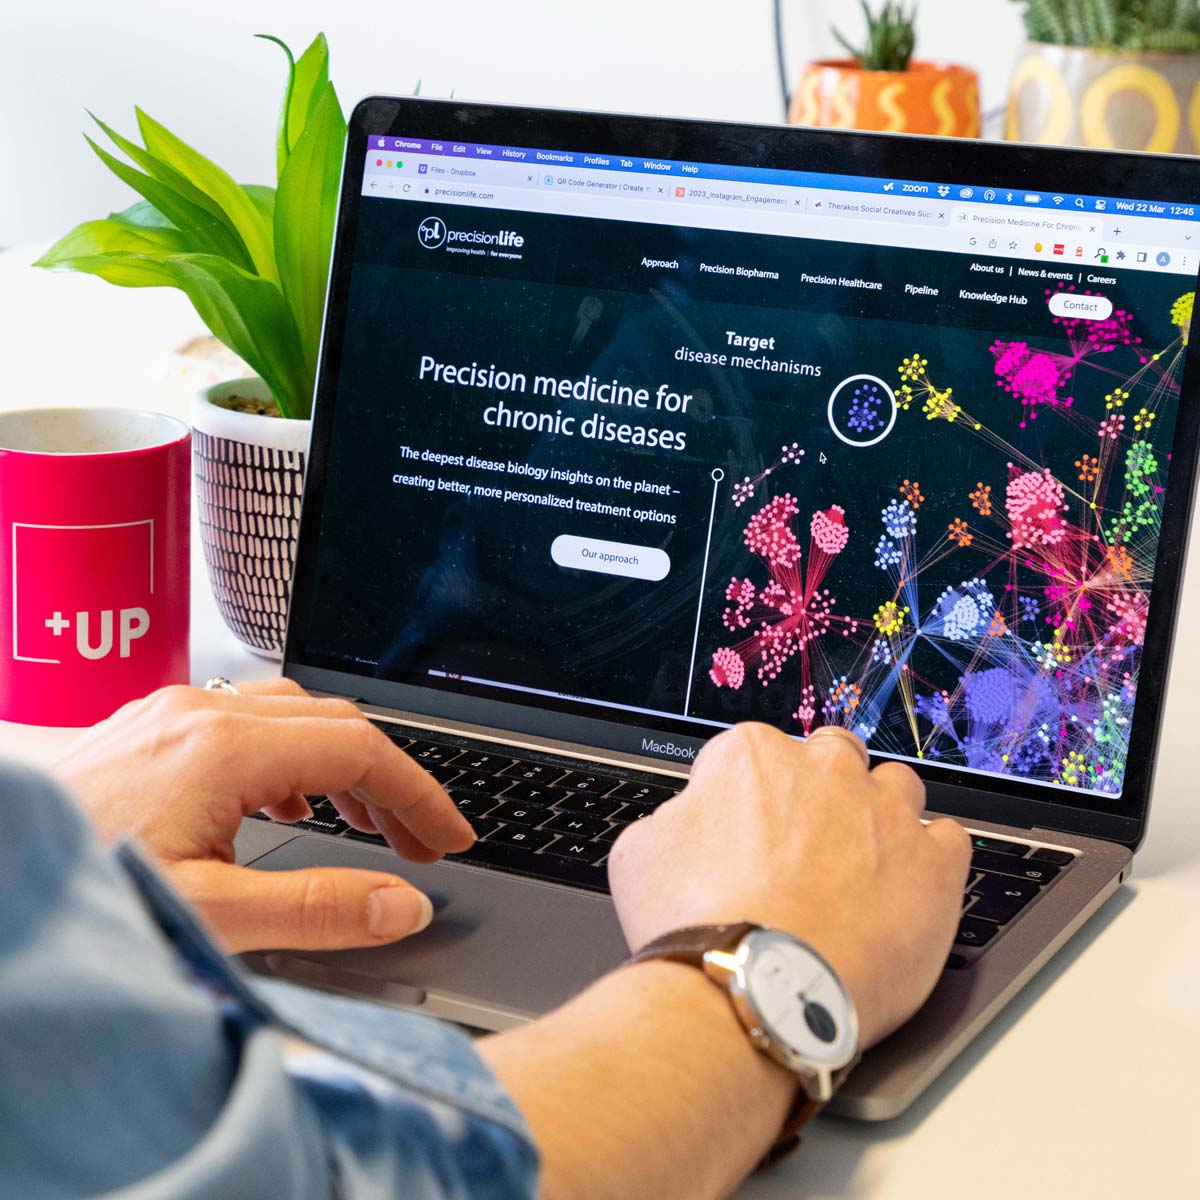 Chrome File Edit View History Bookmarks Profiles Tab Window Help
zoom
Wed 22 Mar 12:45
Files - Dropbox
QR Code Generator | Create Y
2023_Instagram_Engagemen
Therakos Social Creatives Sup
Precision Medicine For Chroni
precisionlife.com
pl precisionlife
improving health | for everyone
About us | News & events | Careers
Approach
Precision Biopharma
Precision Healthcare
Pipeline
Knowledge Hub
Contact
Target
disease mechanisms
Precision medicine for
chronic diseases
The deepest disease biology insights on the planet –
creating better, more personalized treatment options
Our approach
+UP
MacBook
command